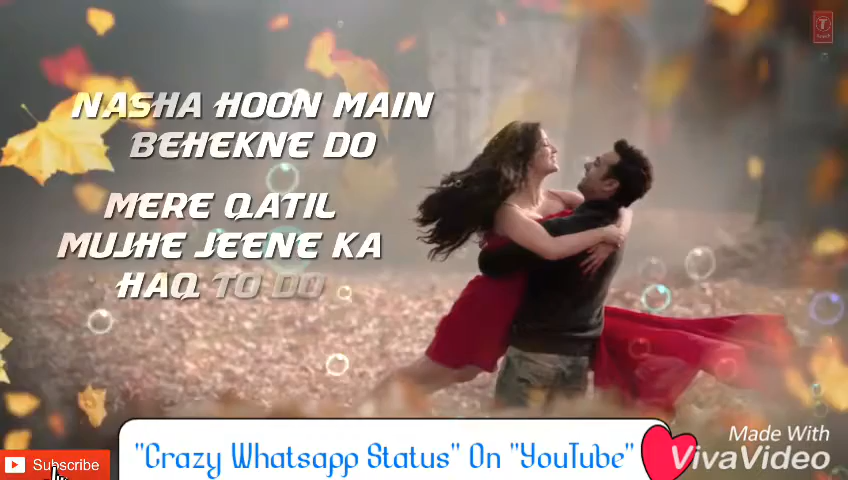 NASHA HOON MAIN
BEHEKNE DO
MERE QATIL
MUJHE JEENE KA
HAQ TO DO
"Crazy Whatsapp Status" On "YouTube"
Subscribe
Made With
VivaVideo